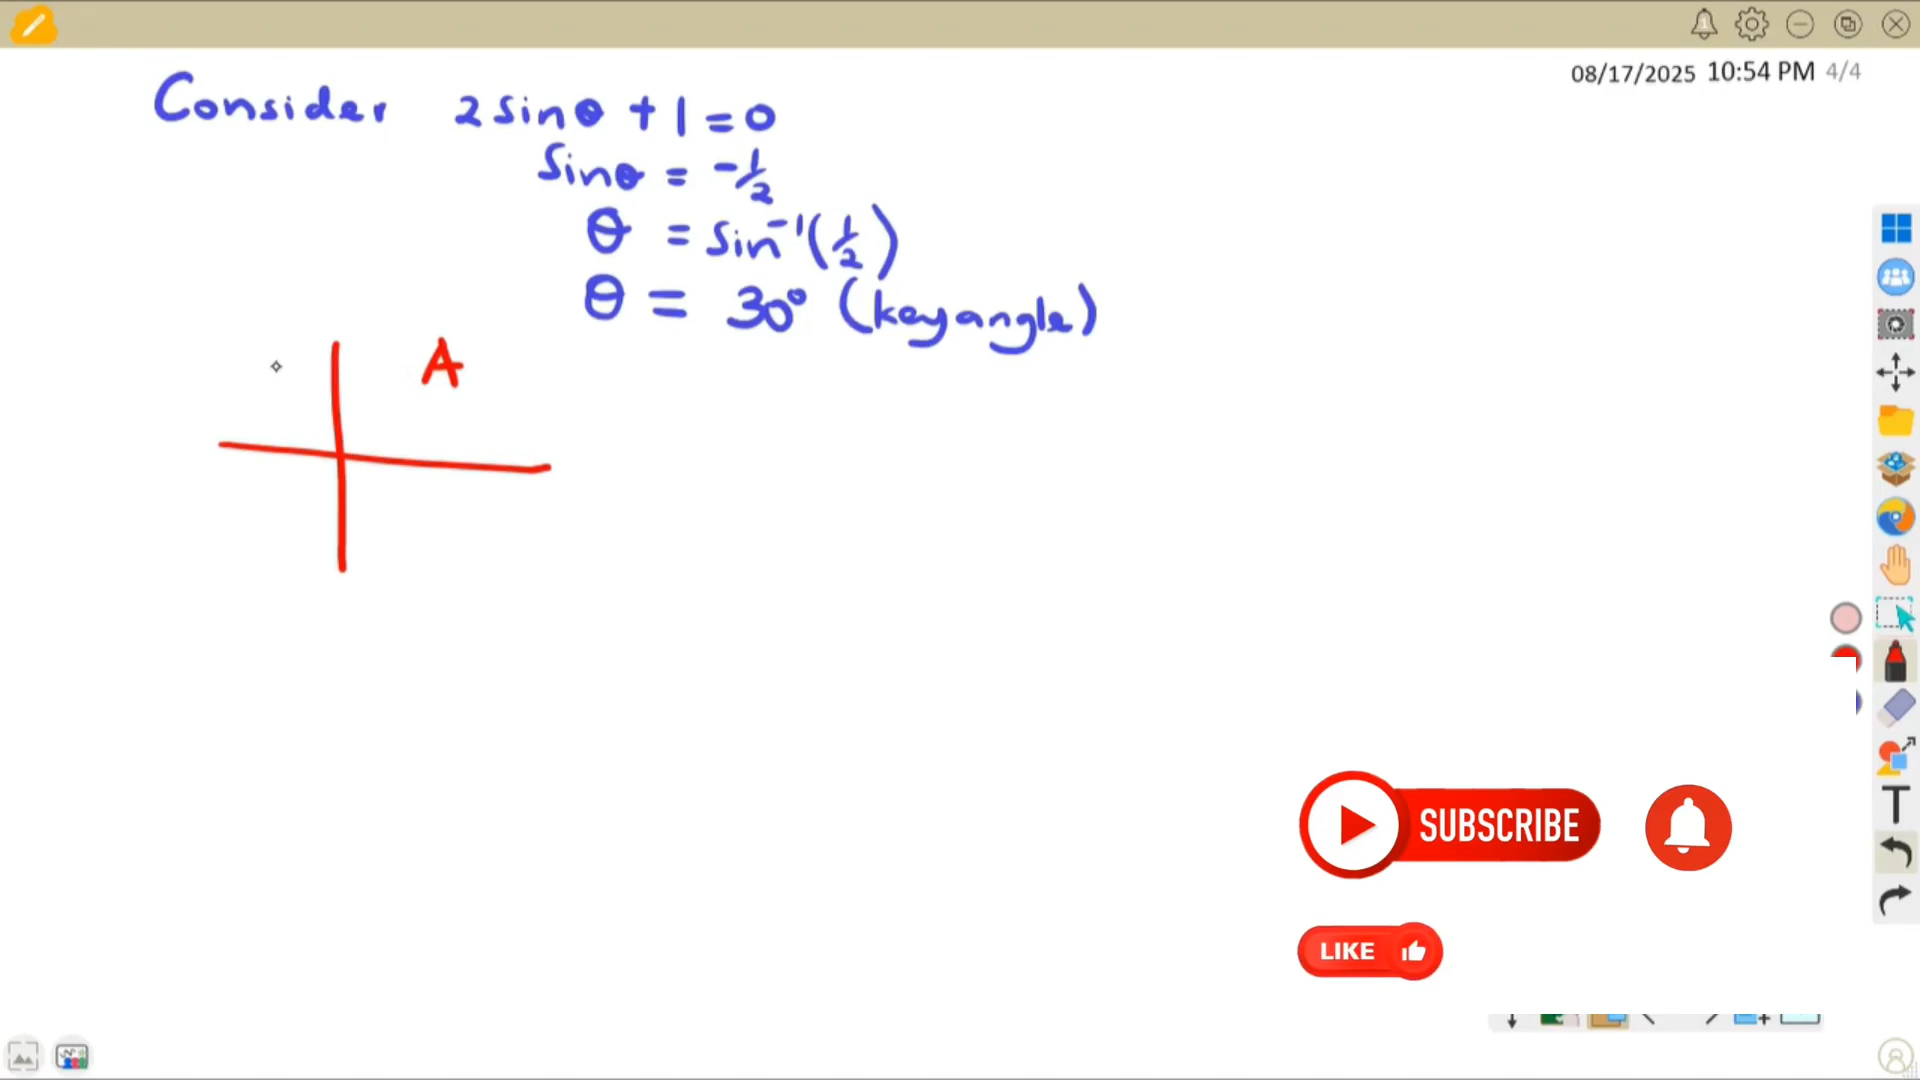 08/17/2025 10:54 PM 4/4
Consider 2sinθ + 1 = 0
Sinθ = -1/2
θ = sin⁻¹(1/2)
θ = 30° (key angle)
A
SUBSCRIBE
LIKE